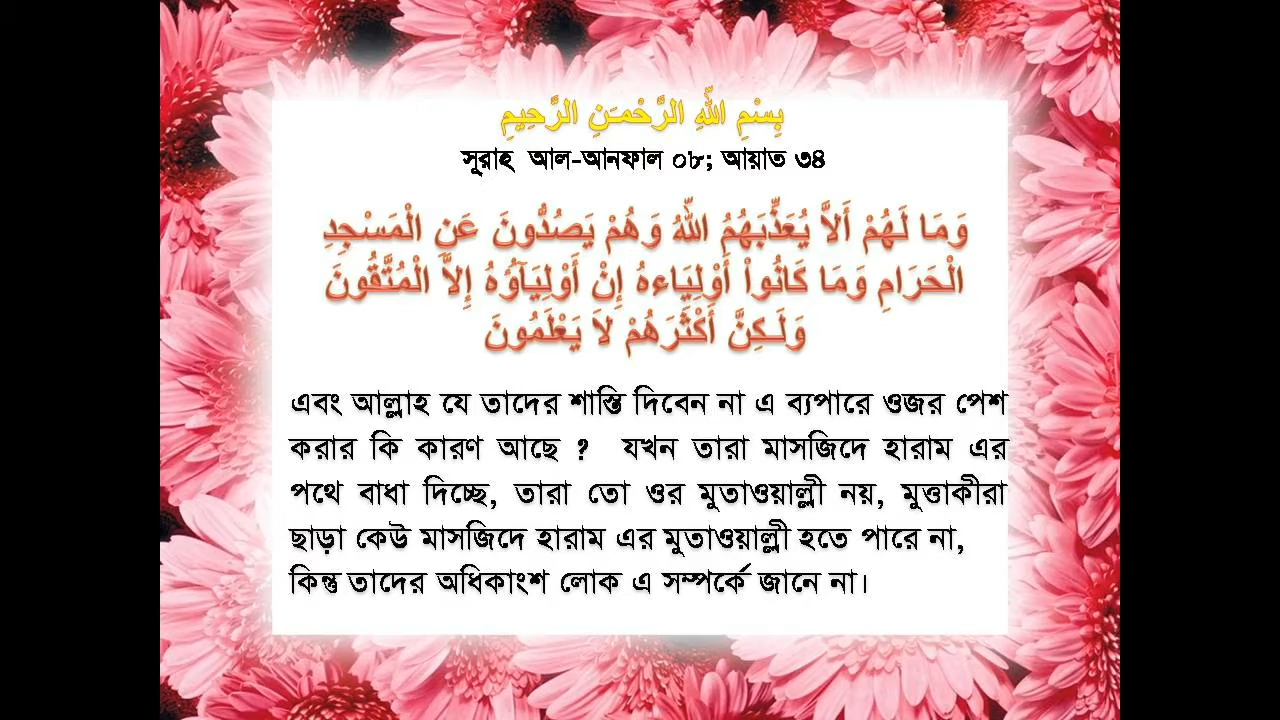 بِسْمِ اللّهِ الرَّحْمـَنِ الرَّحِيمِ
সূরাহ আল-আনফাল ০৮; আয়াত ৩৪
وَمَا لَهُمْ أَلاَّ يُعَذِّبَهُمُ اللّهُ وَهُمْ يَصُدُّونَ عَنِ الْمَسْجِدِ
الْحَرَامِ وَمَا كَانُواْ أَوْلِيَاءهُ إِنْ أَوْلِيَآؤُهُ إِلاَّ الْمُتَّقُونَ
وَلَـكِنَّ أَكْثَرَهُمْ لاَ يَعْلَمُونَ
এবং আল্লাহ যে তাদের শাস্তি দিবেন না এ ব্যপারে ওজর পেশ
করার কি কারণ আছে ? যখন তারা মাসজিদে হারাম এর
পথে বাধা দিচ্ছে, তারা তো ওর মুতাওয়াল্লী নয়, মুত্তাকীরা
ছাড়া কেউ মাসজিদে হারাম এর মুতাওয়াল্লী হতে পারে না,
কিন্তু তাদের অধিকাংশ লোক এ সম্পর্কে জানে না।